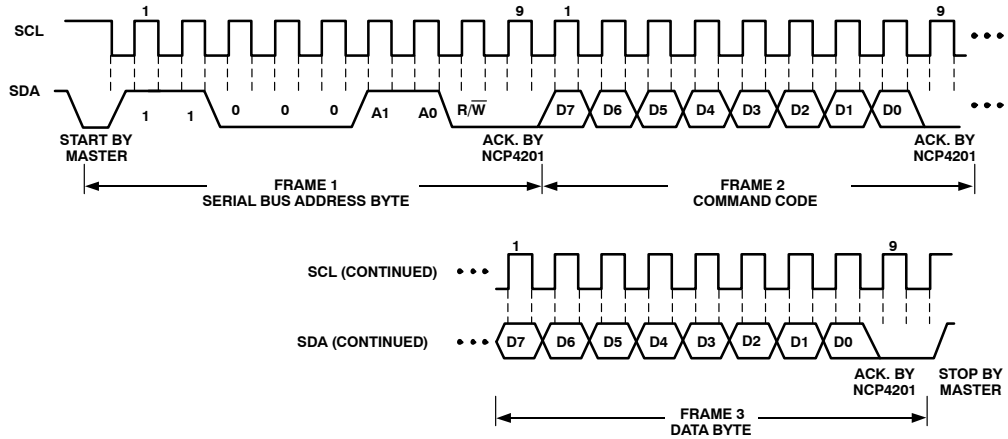 1 9 1 9
SCL
SDA
1 1 0 0 0 A1 A0 R/W̅ D7 D6 D5 D4 D3 D2 D1 D0
START BY
MASTER
ACK. BY
NCP4201
ACK. BY
NCP4201
FRAME 1
SERIAL BUS ADDRESS BYTE
FRAME 2
COMMAND CODE
1 9
SCL (CONTINUED)
SDA (CONTINUED)
D7 D6 D5 D4 D3 D2 D1 D0
ACK. BY
NCP4201
STOP BY
MASTER
FRAME 3
DATA BYTE